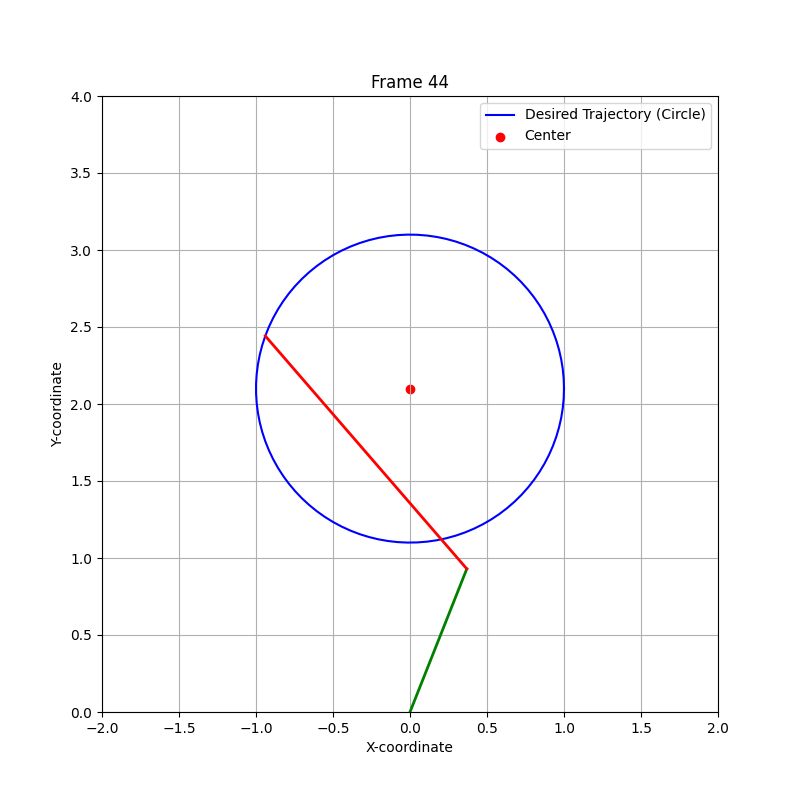 Frame 44
Desired Trajectory (Circle)
Center
4.0
3.5
3.0
2.5
2.0
1.5
1.0
0.5
0.0
Y-coordinate
−2.0 −1.5 −1.0 −0.5 0.0 0.5 1.0 1.5 2.0
X-coordinate